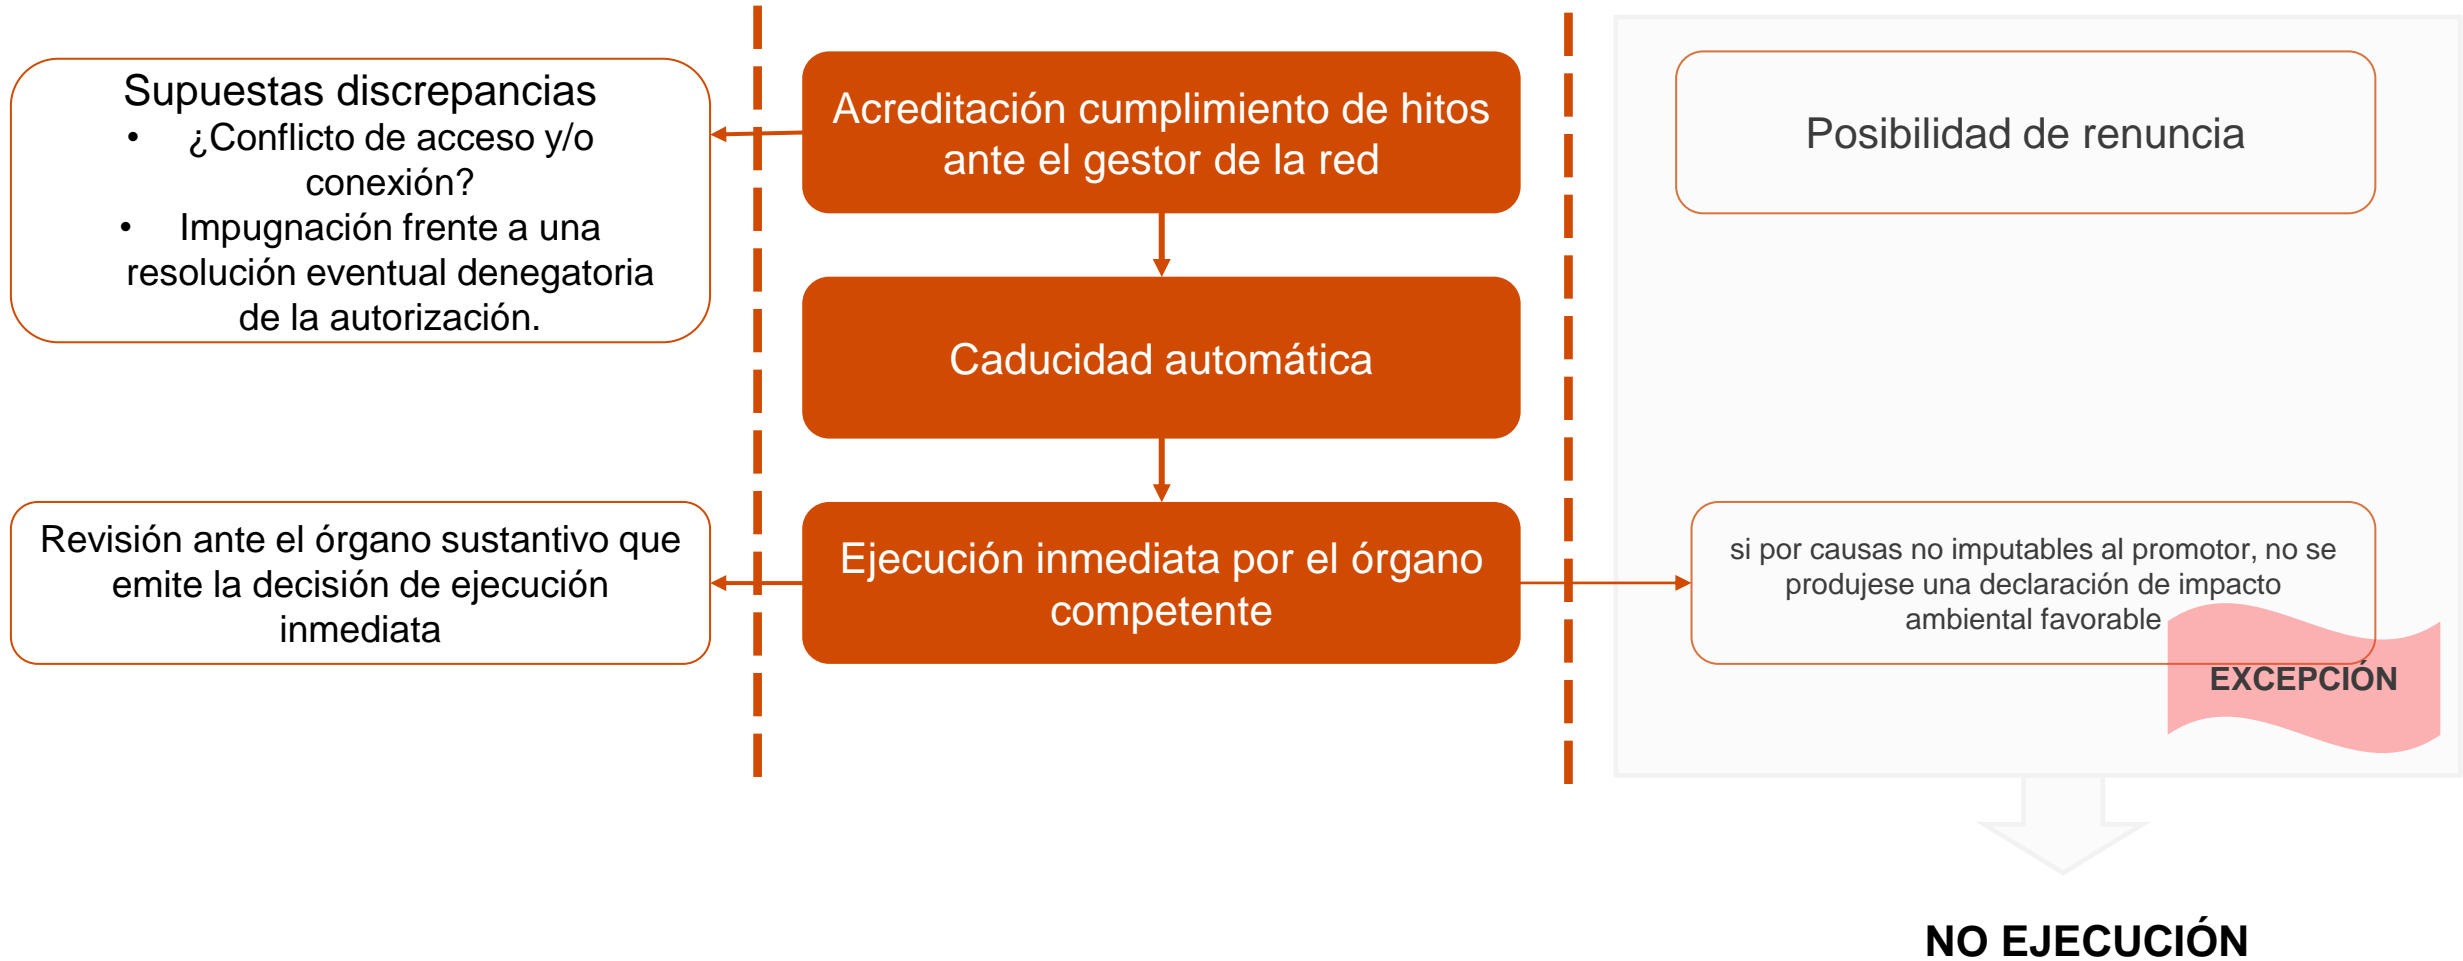 Supuestas discrepancias
• ¿Conflicto de acceso y/o
conexión?
• Impugnación frente a una
resolución eventual denegatoria
de la autorización.
Revisión ante el órgano sustantivo que
emite la decisión de ejecución
inmediata
Acreditación cumplimiento de hitos
ante el gestor de la red
Caducidad automática
Ejecución inmediata por el órgano
competente
Posibilidad de renuncia
si por causas no imputables al promotor, no se
produjese una declaración de impacto
ambiental favorable
EXCEPCIÓN
NO EJECUCIÓN